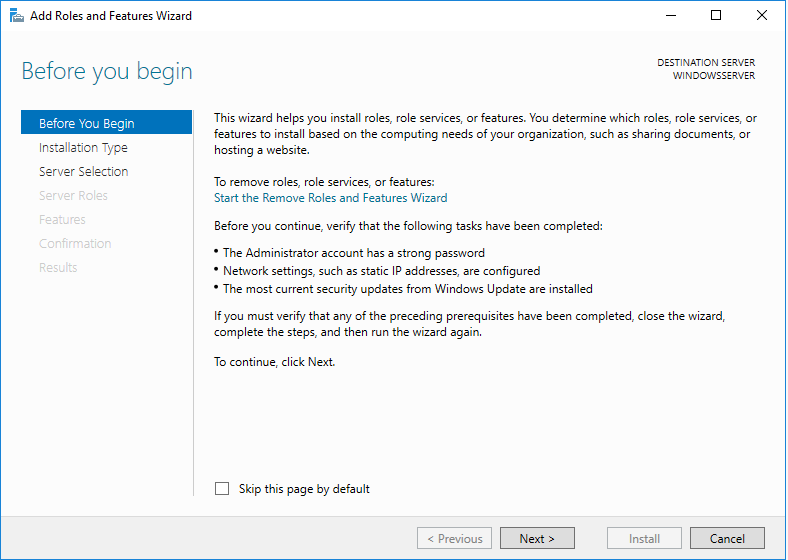 Add Roles and Features Wizard
Before you begin
DESTINATION SERVER
WINDOWSSERVER
Before You Begin
Installation Type
Server Selection
Server Roles
Features
Confirmation
Results
This wizard helps you install roles, role services, or features. You determine which roles, role services, or
features to install based on the computing needs of your organization, such as sharing documents, or
hosting a website.
To remove roles, role services, or features:
Start the Remove Roles and Features Wizard
Before you continue, verify that the following tasks have been completed:
• The Administrator account has a strong password
• Network settings, such as static IP addresses, are configured
• The most current security updates from Windows Update are installed
If you must verify that any of the preceding prerequisites have been completed, close the wizard,
complete the steps, and then run the wizard again.
To continue, click Next.
Skip this page by default
< Previous
Next >
Install
Cancel